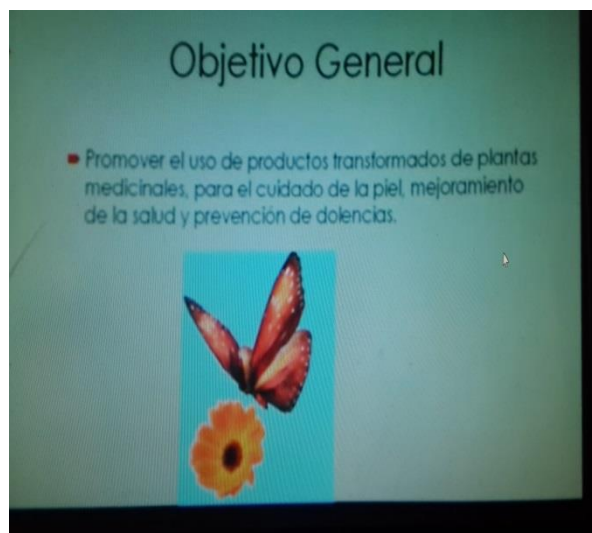 Objetivo General
Promover el uso de productos transformados de plantas
medicinales, para el cuidado de la piel, mejoramiento
de la salud y prevención de dolencias.